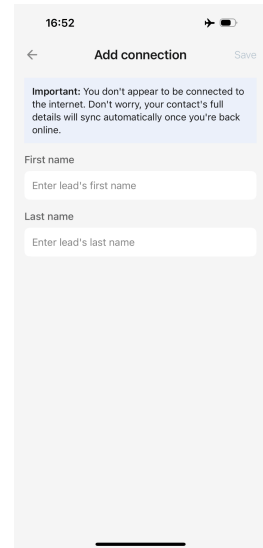 16:52
Add connection
Save
Important: You don't appear to be connected to
the internet. Don't worry, your contact's full
details will sync automatically once you're back
online.
First name
Enter lead's first name
Last name
Enter lead's last name